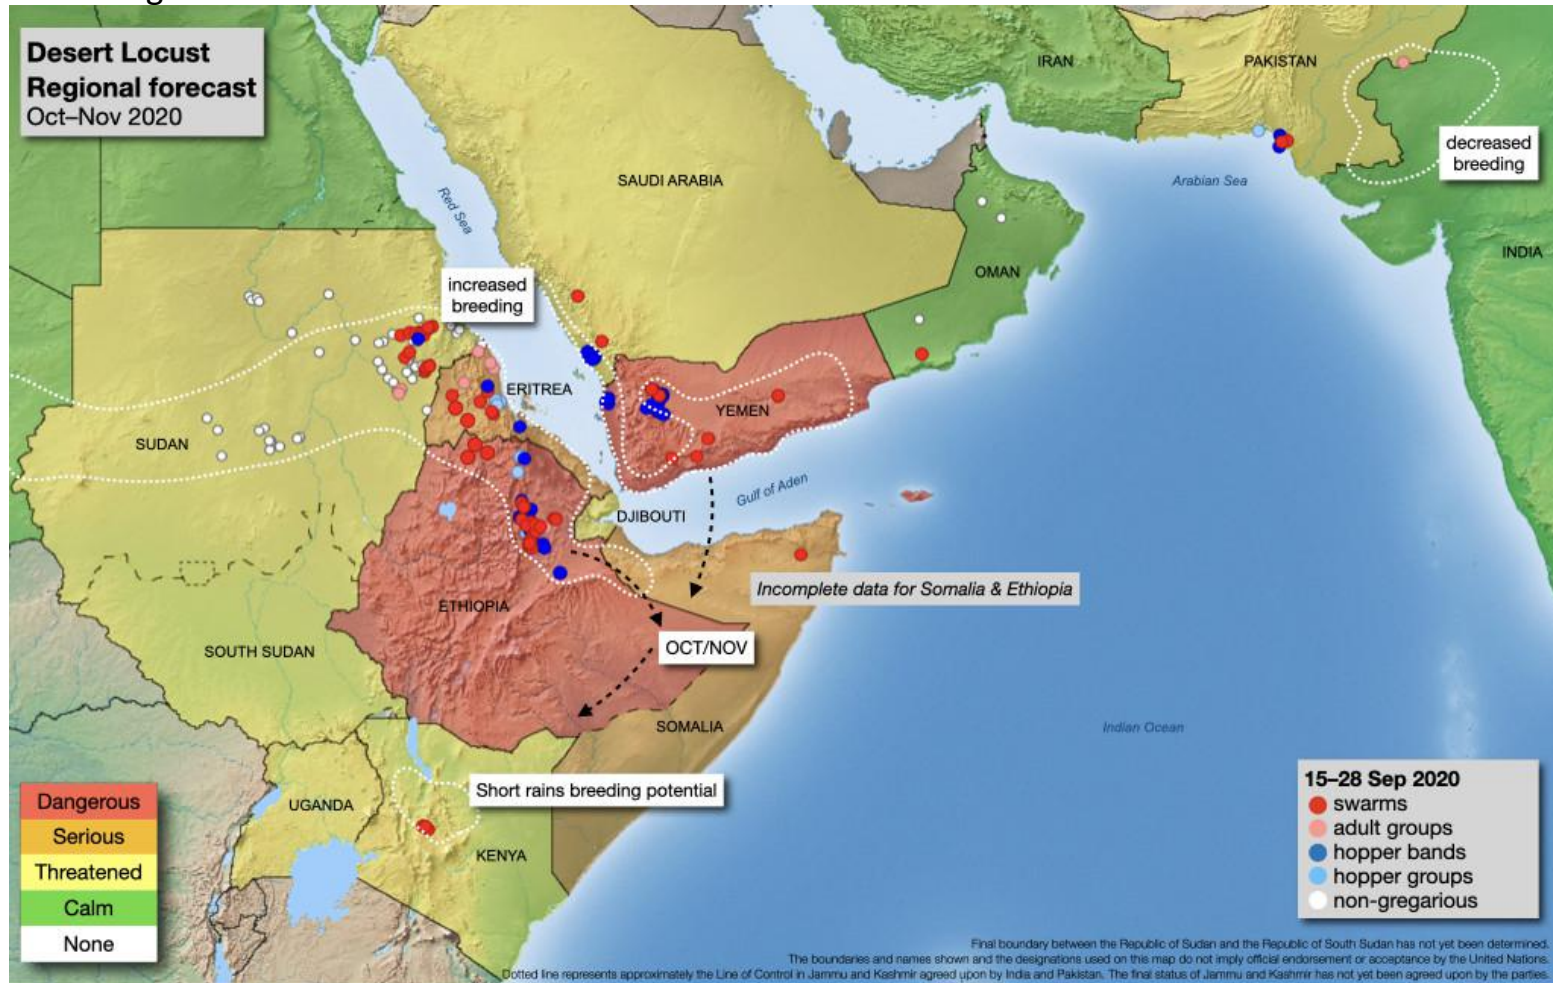 Desert Locust
Regional forecast
Oct–Nov 2020
IRAN
PAKISTAN
decreased
breeding
SAUDI ARABIA
Arabian Sea
Red Sea
INDIA
OMAN
increased
breeding
ERITREA
YEMEN
SUDAN
Gulf of Aden
DJIBOUTI
Incomplete data for Somalia & Ethiopia
ETHIOPIA
OCT/NOV
SOUTH SUDAN
SOMALIA
Indian Ocean
Short rains breeding potential
UGANDA
KENYA
Dangerous
Serious
Threatened
Calm
None
15–28 Sep 2020
swarms
adult groups
hopper bands
hopper groups
non-gregarious
Final boundary between the Republic of Sudan and the Republic of South Sudan has not yet been determined.
The boundaries and names shown and the designations used on this map do not imply official endorsement or acceptance by the United Nations.
Dotted line represents approximately the Line of Control in Jammu and Kashmir agreed upon by India and Pakistan. The final status of Jammu and Kashmir has not yet been agreed upon by the parties.